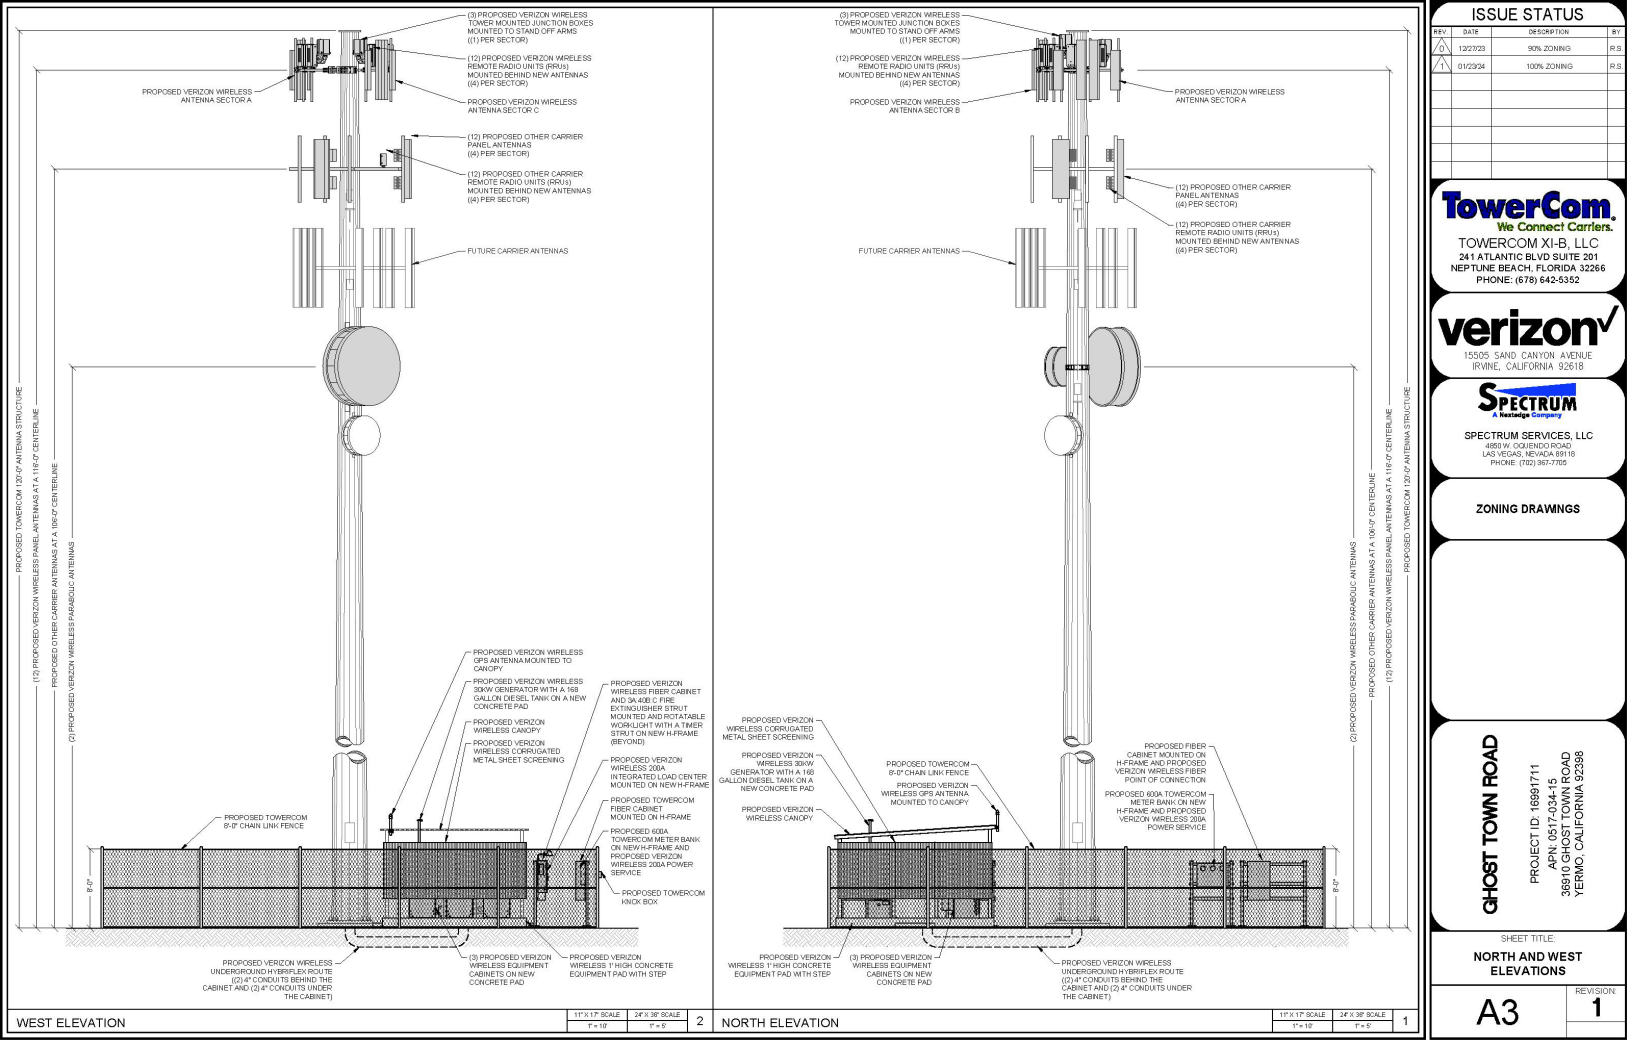 (3) PROPOSED VERIZON WIRELESS
TOWER MOUNTED JUNCTION BOXES
MOUNTED TO STAND OFF ARMS
((1) PER SECTOR)
(12) PROPOSED VERIZON WIRELESS
REMOTE RADIO UNITS (RRUs)
MOUNTED BEHIND NEW ANTENNAS
((4) PER SECTOR)
PROPOSED VERIZON WIRELESS
ANTENNA SECTOR A
PROPOSED VERIZON WIRELESS
ANTENNA SECTOR C
(12) PROPOSED OTHER CARRIER
PANEL ANTENNAS
((4) PER SECTOR)
(12) PROPOSED OTHER CARRIER
REMOTE RADIO UNITS (RRUs)
MOUNTED BEHIND NEW ANTENNAS
((4) PER SECTOR)
FUTURE CARRIER ANTENNAS
PROPOSED TOWERCOM 120'-0" ANTENNA STRUCTURE
(12) PROPOSED VERIZON WIRELESS PANEL ANTENNAS AT A 116'-0" CENTERLINE
PROPOSED OTHER CARRIER ANTENNAS AT A 106'-0" CENTERLINE
(2) PROPOSED VERIZON WIRELESS PARABOLIC ANTENNAS
PROPOSED VERIZON WIRELESS
GPS ANTENNA MOUNTED TO
CANOPY
PROPOSED VERIZON WIRELESS
30KW GENERATOR WITH A 168
GALLON DIESEL TANK ON A NEW
CONCRETE PAD
PROPOSED VERIZON
WIRELESS CANOPY
PROPOSED VERIZON
WIRELESS CORRUGATED
METAL SHEET SCREENING
PROPOSED VERIZON
WIRELESS FIBER CABINET
AND 3A:40B:C FIRE
EXTINGUISHER STRUT
MOUNTED AND ROTATABLE
WORKLIGHT WITH A TIMER
STRUT ON NEW H-FRAME
(BEYOND)
PROPOSED VERIZON
WIRELESS 200A
INTEGRATED LOAD CENTER
MOUNTED ON NEW H-FRAME
PROPOSED TOWERCOM
FIBER CABINET
MOUNTED ON H-FRAME
PROPOSED 600A
TOWERCOM METER BANK
ON NEW H-FRAME AND
PROPOSED VERIZON
WIRELESS 200A POWER
SERVICE
PROPOSED TOWERCOM
KNOX BOX
PROPOSED TOWERCOM
8'-0" CHAIN LINK FENCE
8'-0"
PROPOSED VERIZON WIRELESS
UNDERGROUND HYBRIFLEX ROUTE
((2) 4" CONDUITS BEHIND THE
CABINET AND (2) 4" CONDUITS UNDER
THE CABINET)
(3) PROPOSED VERIZON
WIRELESS EQUIPMENT
CABINETS ON NEW
CONCRETE PAD
PROPOSED VERIZON
WIRELESS 1' HIGH CONCRETE
EQUIPMENT PAD WITH STEP
WEST ELEVATION
11" X 17" SCALE
1" = 10'
24" X 36" SCALE
1" = 5'
2
(3) PROPOSED VERIZON WIRELESS
TOWER MOUNTED JUNCTION BOXES
MOUNTED TO STAND OFF ARMS
((1) PER SECTOR)
(12) PROPOSED VERIZON WIRELESS
REMOTE RADIO UNITS (RRUs)
MOUNTED BEHIND NEW ANTENNAS
((4) PER SECTOR)
PROPOSED VERIZON WIRELESS
ANTENNA SECTOR B
PROPOSED VERIZON WIRELESS
ANTENNA SECTOR A
(12) PROPOSED OTHER CARRIER
PANEL ANTENNAS
((4) PER SECTOR)
(12) PROPOSED OTHER CARRIER
REMOTE RADIO UNITS (RRUs)
MOUNTED BEHIND NEW ANTENNAS
((4) PER SECTOR)
FUTURE CARRIER ANTENNAS
(2) PROPOSED VERIZON WIRELESS PARABOLIC ANTENNAS
PROPOSED OTHER CARRIER ANTENNAS AT A 106'-0" CENTERLINE
(12) PROPOSED VERIZON WIRELESS PANEL ANTENNAS AT A 116'-0" CENTERLINE
PROPOSED TOWERCOM 120'-0" ANTENNA STRUCTURE
PROPOSED VERIZON
WIRELESS CORRUGATED
METAL SHEET SCREENING
PROPOSED VERIZON
WIRELESS 30KW
GENERATOR WITH A 168
GALLON DIESEL TANK ON A
NEW CONCRETE PAD
PROPOSED VERIZON
WIRELESS CANOPY
PROPOSED TOWERCOM
8'-0" CHAIN LINK FENCE
PROPOSED VERIZON
WIRELESS GPS ANTENNA
MOUNTED TO CANOPY
PROPOSED FIBER
CABINET MOUNTED ON
H-FRAME AND PROPOSED
VERIZON WIRELESS FIBER
POINT OF CONNECTION
PROPOSED 600A TOWERCOM
METER BANK ON NEW
H-FRAME AND PROPOSED
VERIZON WIRELESS 200A
POWER SERVICE
8'-0"
PROPOSED VERIZON
WIRELESS 1' HIGH CONCRETE
EQUIPMENT PAD WITH STEP
(3) PROPOSED VERIZON
WIRELESS EQUIPMENT
CABINETS ON NEW
CONCRETE PAD
PROPOSED VERIZON WIRELESS
UNDERGROUND HYBRIFLEX ROUTE
((2) 4" CONDUITS BEHIND THE
CABINET AND (2) 4" CONDUITS UNDER
THE CABINET)
NORTH ELEVATION
11" X 17" SCALE
1" = 10'
24" X 36" SCALE
1" = 5'
1
ISSUE STATUS
REV. DATE DESCRIPTION BY
0 12/27/23 90% ZONING R.S.
1 01/23/24 100% ZONING R.S.
TowerCom
We Connect Carriers.
TOWERCOM XI-B, LLC
241 ATLANTIC BLVD SUITE 201
NEPTUNE BEACH, FLORIDA 32266
PHONE: (678) 642-5352
verizon
15505 SAND CANYON AVENUE
IRVINE, CALIFORNIA 92618
SPECTRUM
A Nextedge Company
SPECTRUM SERVICES, LLC
4850 W. OQUENDO ROAD
LAS VEGAS, NEVADA 89118
PHONE: (702) 367-7705
ZONING DRAWINGS
GHOST TOWN ROAD
PROJECT ID: 16991711
APN: 0517-034-15
36910 GHOST TOWN ROAD
YERMO, CALIFORNIA 92398
SHEET TITLE:
NORTH AND WEST
ELEVATIONS
A3
REVISION:
1